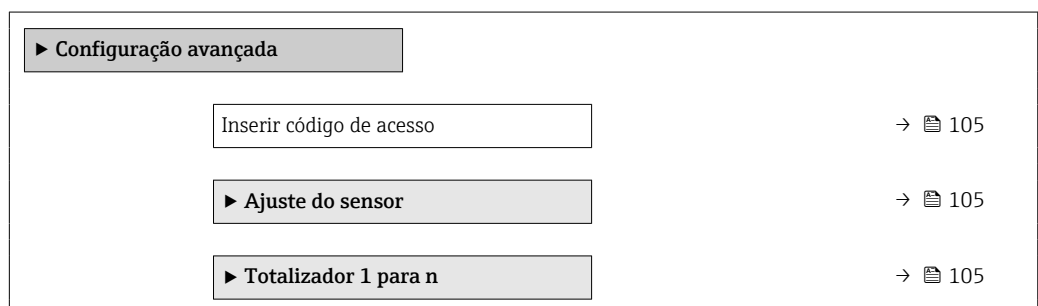 ▶ Configuração avançada
Inserir código de acesso → 105
▶ Ajuste do sensor → 105
▶ Totalizador 1 para n → 105